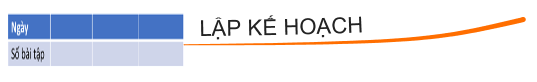 Ngày
Số bài tập
LẬP KẾ HOẠCH